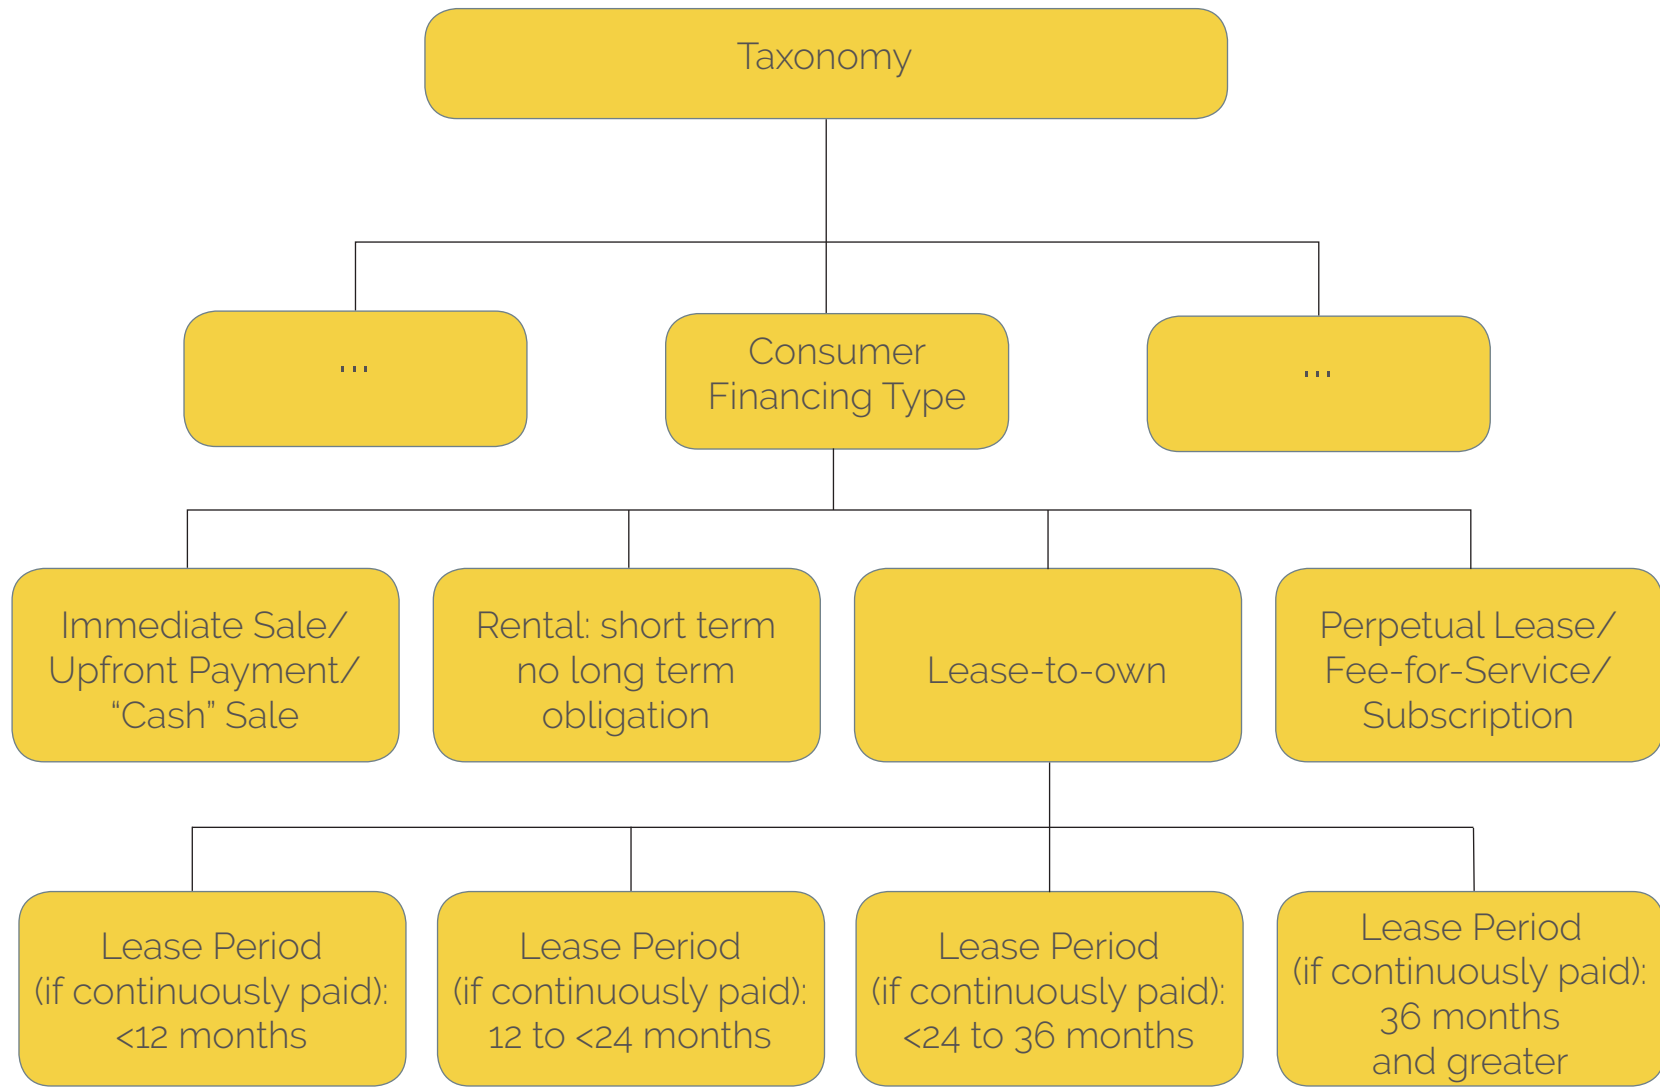 Taxonomy
...
Consumer
Financing Type
...
Immediate Sale/
Upfront Payment/
“Cash” Sale
Rental: short term
no long term
obligation
Lease-to-own
Perpetual Lease/
Fee-for-Service/
Subscription
Lease Period
(if continuously paid):
<12 months
Lease Period
(if continuously paid):
12 to <24 months
Lease Period
(if continuously paid):
<24 to 36 months
Lease Period
(if continuously paid):
36 months
and greater